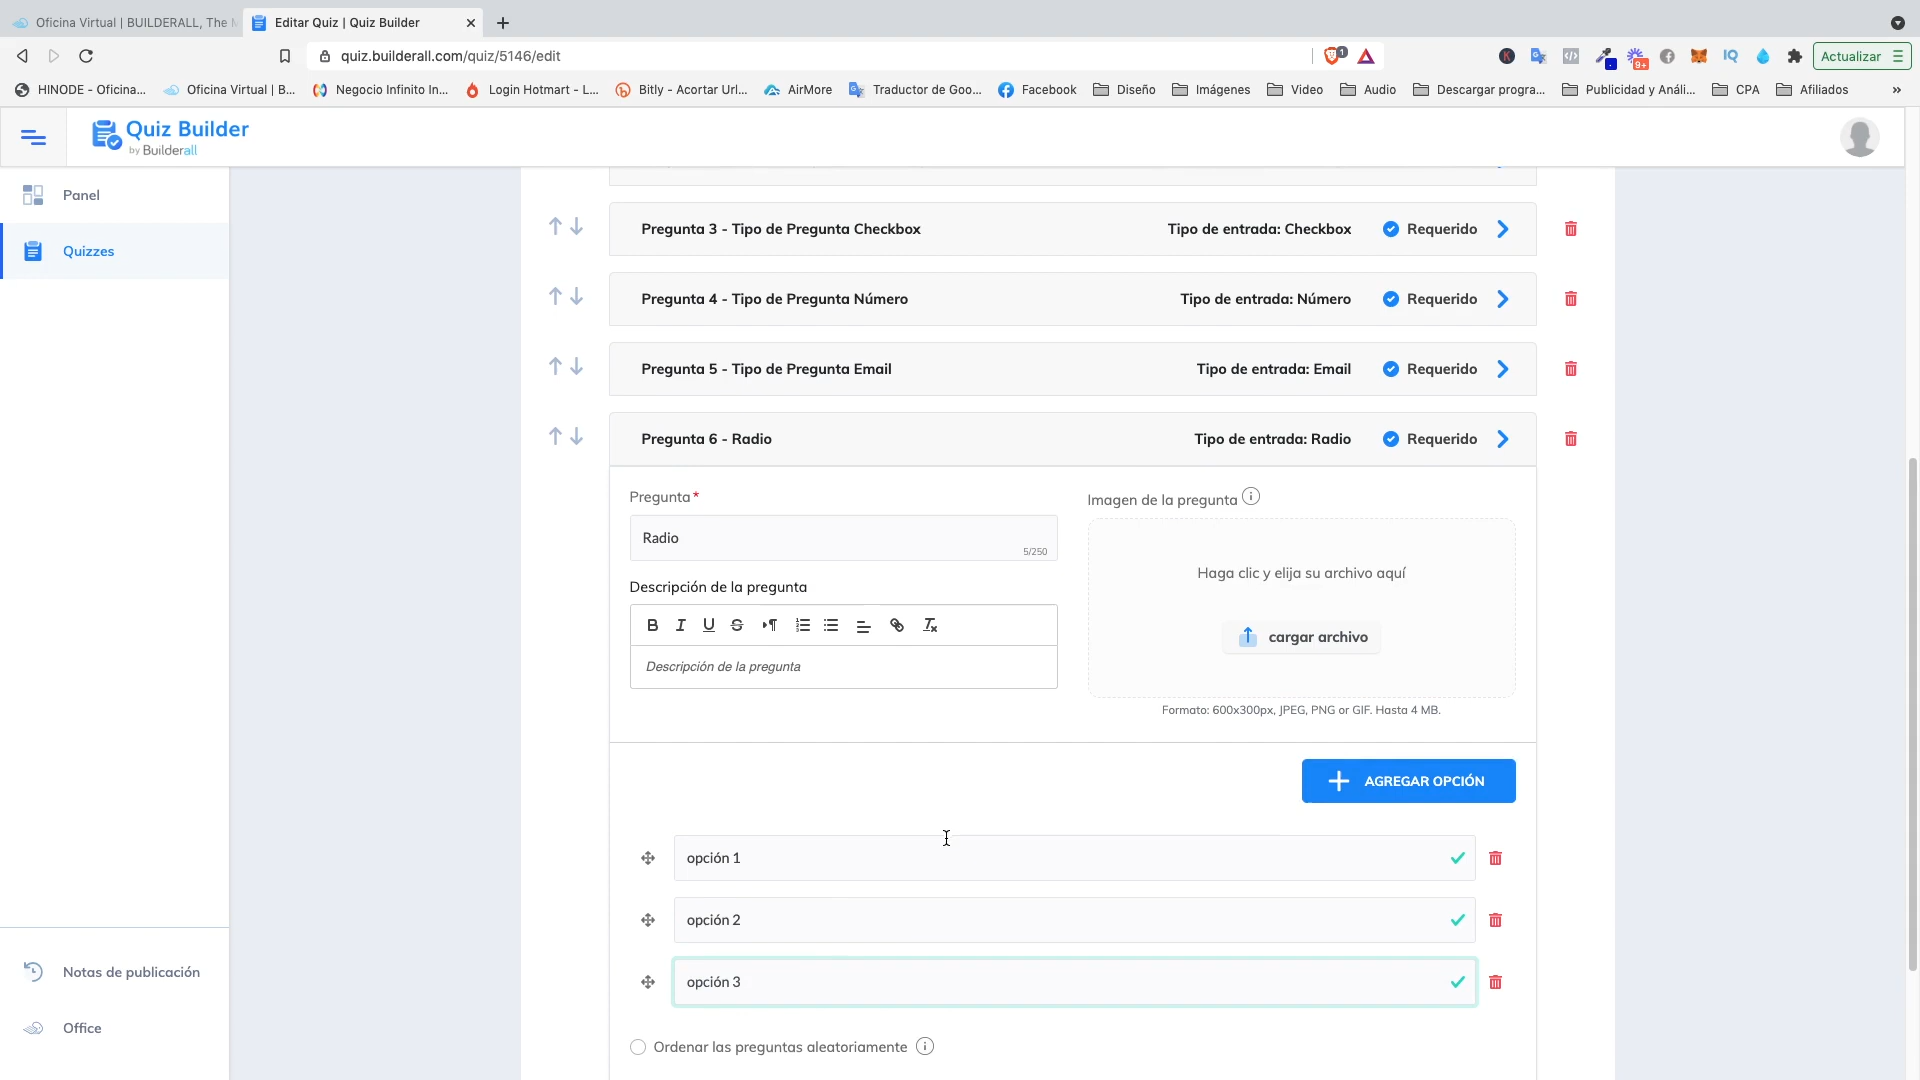 Oficina Virtual | BUILDERALL, The M
Editar Quiz | Quiz Builder
quiz.builderall.com/quiz/5146/edit
1
K
9+
IQ
Actualizar
HINODE - Oficina...
Oficina Virtual | B...
Negocio Infinito In...
Login Hotmart - L...
Bitly - Acortar Url...
AirMore
Traductor de Goo...
Facebook
Diseño
Imágenes
Video
Audio
Descargar progra...
Publicidad y Análi...
CPA
Afiliados
»
Quiz Builder
by Builderall
Panel
Quizzes
Pregunta 3 - Tipo de Pregunta Checkbox
Tipo de entrada: Checkbox
Requerido
Pregunta 4 - Tipo de Pregunta Número
Tipo de entrada: Número
Requerido
Pregunta 5 - Tipo de Pregunta Email
Tipo de entrada: Email
Requerido
Pregunta 6 - Radio
Tipo de entrada: Radio
Requerido
Pregunta*
Radio
5/250
Imagen de la pregunta
Haga clic y elija su archivo aquí
cargar archivo
Formato: 600x300px, JPEG, PNG or GIF. Hasta 4 MB.
Descripción de la pregunta
Descripción de la pregunta
AGREGAR OPCIÓN
opción 1
opción 2
opción 3
Ordenar las preguntas aleatoriamente
Notas de publicación
Office